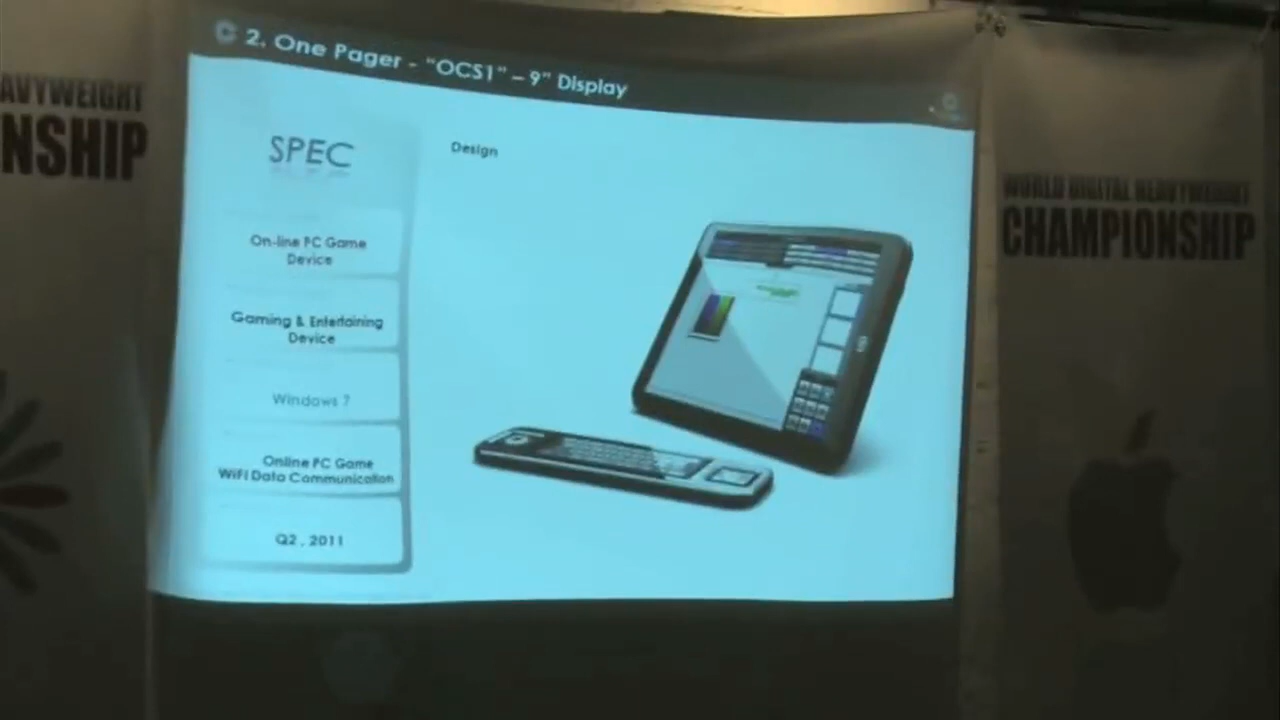 AVYWEIGHT
NSHIP
2. One Pager - "OCS1" – 9" Display
SPEC
Design
On-line PC Game
Device
Gaming & Entertaining
Device
Windows 7
Online PC Game
WiFi Data Communication
Q2 , 2011
WORLD DIGITAL HEAVYWEIGHT
CHAMPIONSHIP